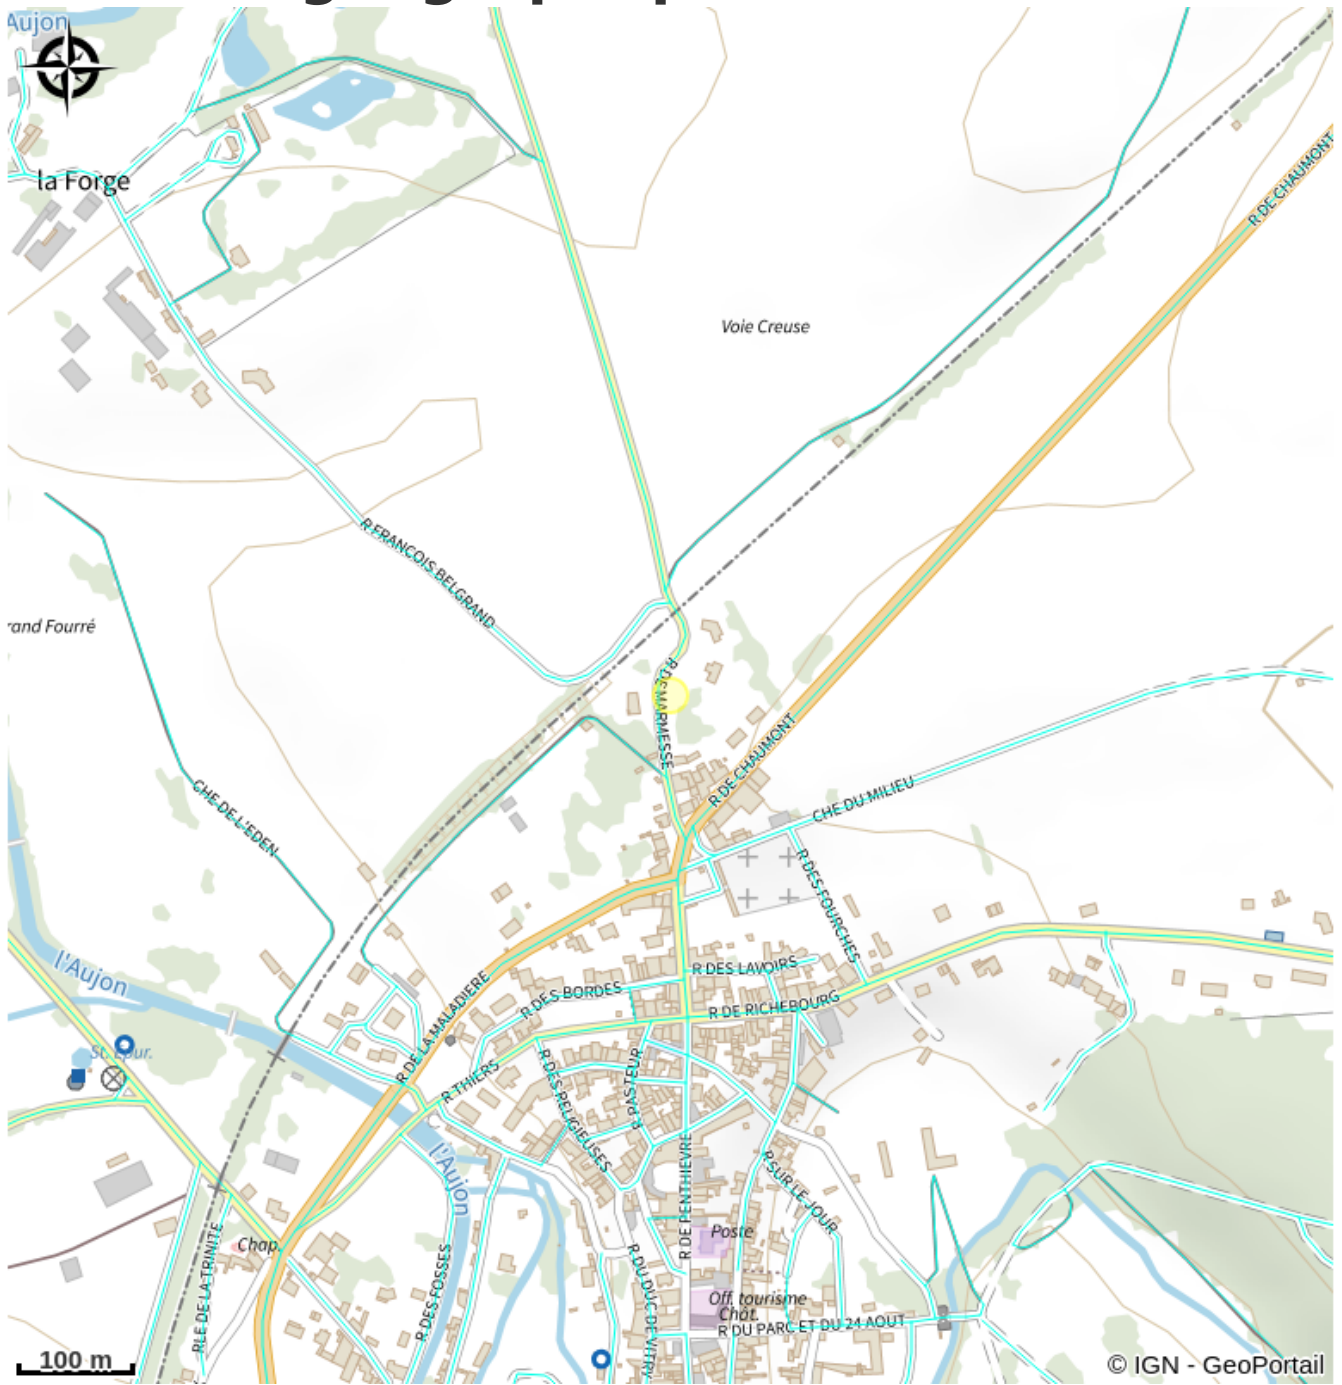 l'Aujon
la Forge
R DE CHAUMONT
Voie Creuse
R FRANCOIS BELGRAND
rand Fourré
R DE MARMESSE
R DE CHAUMONT
CHE DE L'EDEN
CHE DU MILIEU
R DES FOURCHES
l'Aujon
R DES LAVOIRS
R DES BORDES
R DE LA MALADIERE
R DE RICHEBOURG
St. Épur.
R THIERS
R PASTEUR
R DES RELIGIEUSES
l'Aujon
R DE PENTHIEVRE
R SUR LE JOUR
Poste
Chap.
RLE DE LA TRINITE
R DES FOSSES
R DU DUC DE VITRY
Off. tourisme
Chât.
R DU PARC ET DU 24 AOUT
100 m
© IGN - GeoPortail